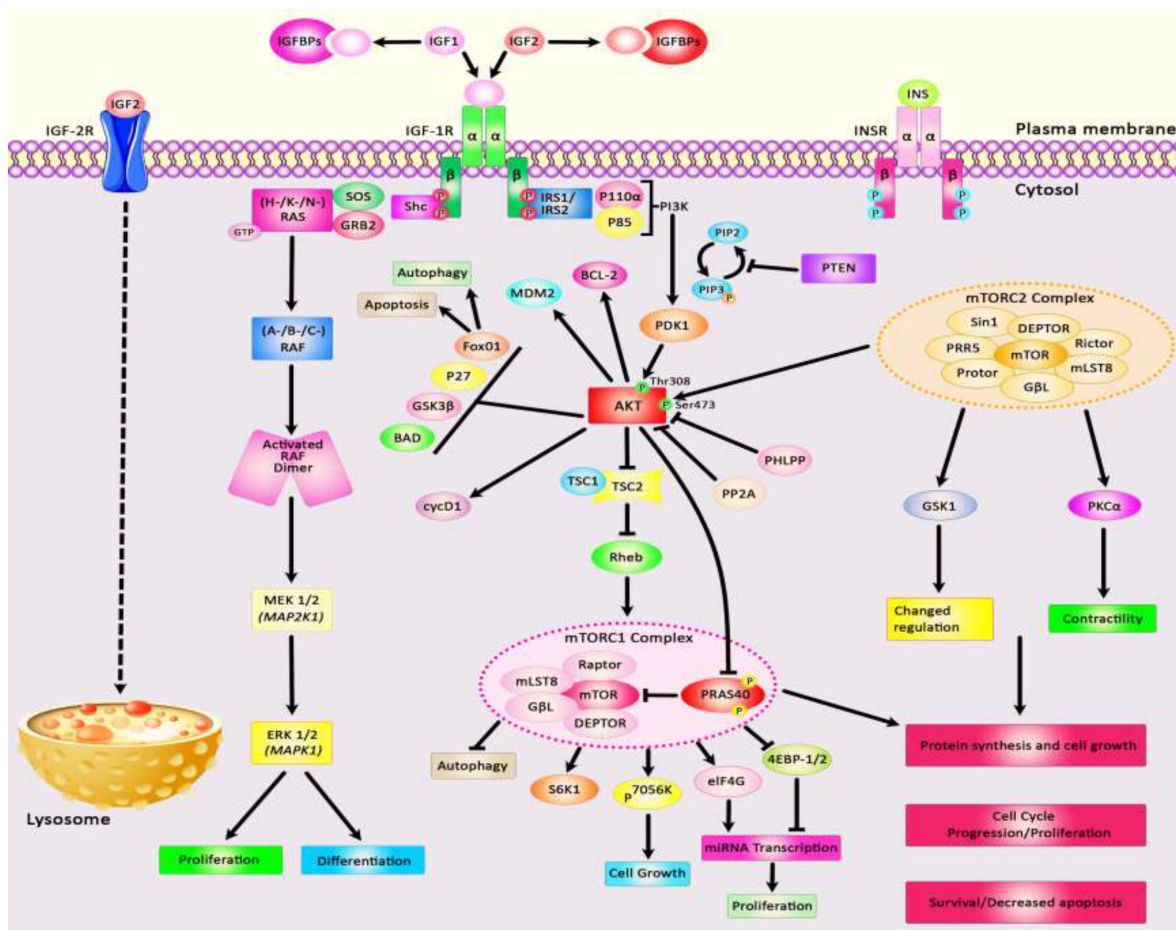 IGFBPs
IGF1
IGF2
IGFBPs
IGF2
INS
IGF-2R
IGF-1R
α
α
INSR
α
α
Plasma membrane
β
β
β
β
Cytosol
(H-/K-/N-)
RAS
SOS
GRB2
GTP
Shc
P
P
P
P
IRS1/
IRS2
P110α
P85
PI3K
P
P
P
P
PIP2
PIP3
P
PTEN
Autophagy
Apoptosis
MDM2
BCL-2
PDK1
mTORC2 Complex
Sin1
DEPTOR
PRR5
mTOR
Rictor
Protor
mLST8
GβL
(A-/B-/C-)
RAF
Fox01
P27
GSK3β
BAD
P
Thr308
AKT
P
Ser473
Activated
RAF
Dimer
PHLPP
PP2A
cycD1
TSC1
TSC2
GSK1
PKCα
Rheb
MEK 1/2
(MAP2K1)
Changed
regulation
Contractility
mTORC1 Complex
Raptor
mLST8
mTOR
GβL
DEPTOR
PRAS40
P
P
ERK 1/2
(MAPK1)
Autophagy
S6K1
P7056K
eIF4G
4EBP-1/2
Protein synthesis and cell growth
Lysosome
Proliferation
Differentiation
Cell Growth
miRNA Transcription
Proliferation
Cell Cycle
Progression/Proliferation
Survival/Decreased apoptosis